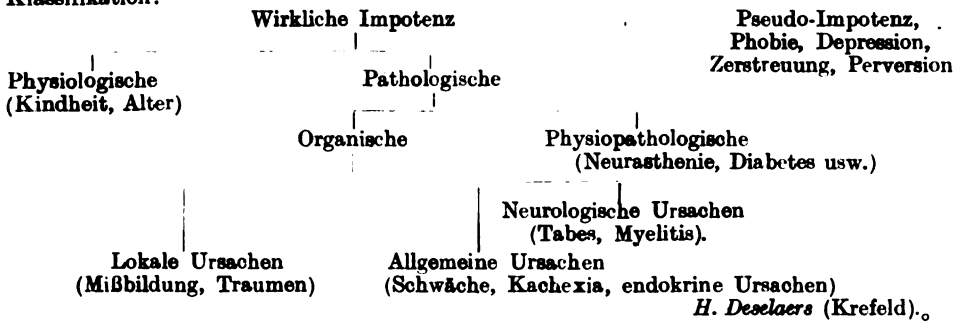 Klassifikation:
Wirkliche Impotenz
Pseudo-Impotenz,
Phobie, Depression,
Zerstreuung, Perversion
Physiologische
(Kindheit, Alter)
Pathologische
Organische
Physiopathologische
(Neurasthenie, Diabetes usw.)
Neurologische Ursachen
(Tabes, Myelitis).
Lokale Ursachen
(Mißbildung, Traumen)
Allgemeine Ursachen
(Schwäche, Kachexia, endokrine Ursachen)
H. Deselaers (Krefeld).